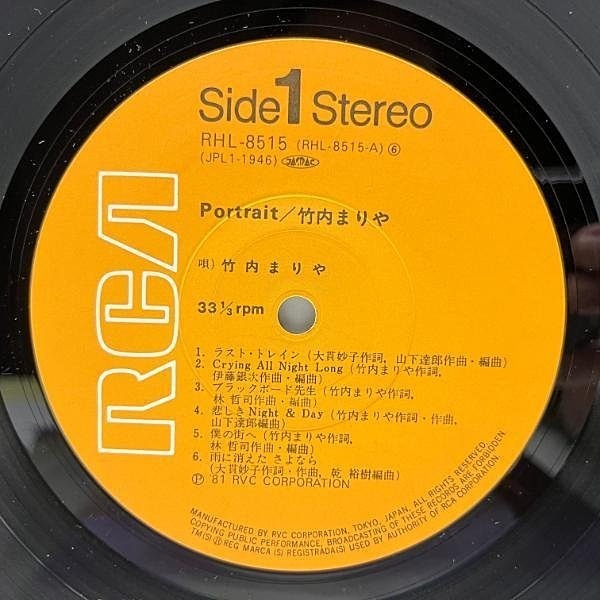 Side 1 Stereo
RHL-8515 (RHL-8515-A) ⑥
(JPL1-1946) JASRAC
RCA
Portrait/竹内まりや
唄) 竹内まりや
33 1/3 rpm
1. ラスト・トレイン (大貫妙子作詞, 山下達郎作曲・編曲)
2. Crying All Night Long (竹内まりや作詞,
伊藤銀次作曲・編曲)
3. ブラックボード先生 (竹内まりや作詞,
林 哲司作曲・編曲)
4. 悲しきNight & Day (竹内まりや作詞・作曲,
山下達郎編曲)
5. 僕の街へ (竹内まりや作詞,
林 哲司作曲・編曲)
6. 雨に消えた さよなら
(大貫妙子作詞・作曲, 乾 裕樹編曲)
Ⓟ '81 RVC CORPORATION
MANUFACTURED BY RVC CORPORATION, TOKYO, JAPAN, ALL RIGHTS RESERVED.
COPYING PUBLIC PERFORMANCE, BROADCASTING OF THESE RECORDS ARE FORBIDDEN.
TM(S) Ⓡ REG MARCA (S) REGISTRADA(S) USED BY AUTHORITY OF RCA CORPORATION.